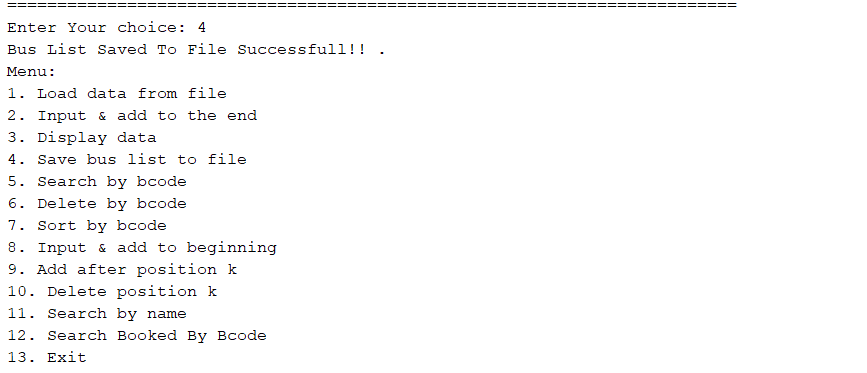 =========================================================================
Enter Your choice: 4
Bus List Saved To File Successfull!! .
Menu:
1. Load data from file
2. Input & add to the end
3. Display data
4. Save bus list to file
5. Search by bcode
6. Delete by bcode
7. Sort by bcode
8. Input & add to beginning
9. Add after position k
10. Delete position k
11. Search by name
12. Search Booked By Bcode
13. Exit